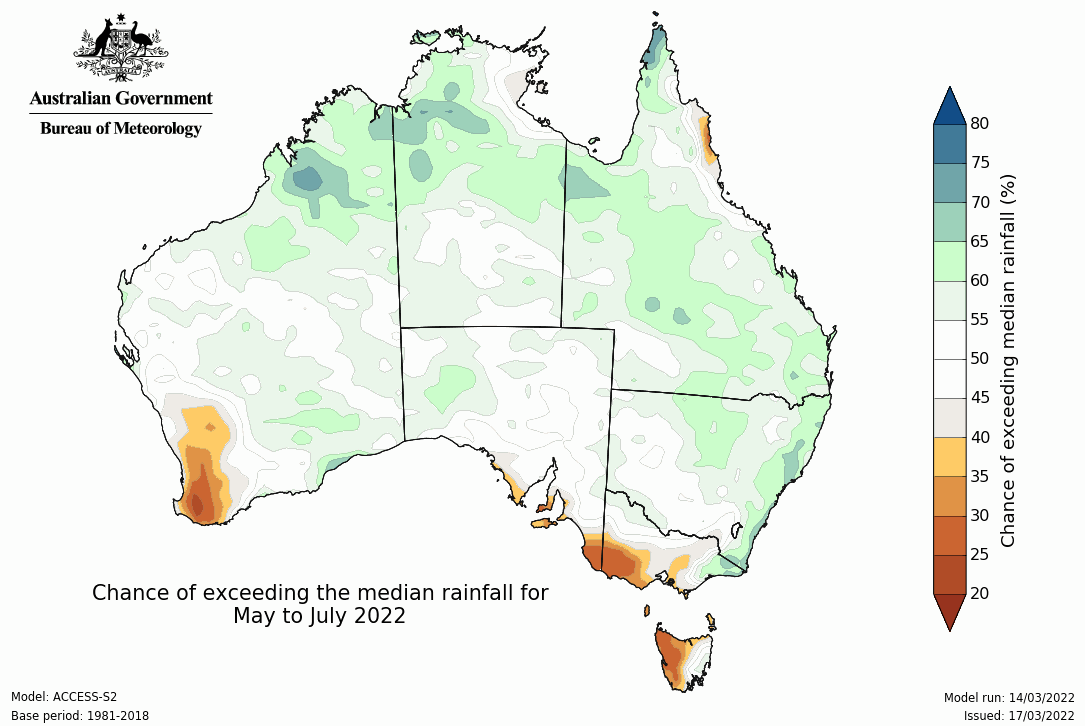 AUSTRALIA
Australian Government
Bureau of Meteorology
80
75
70
65
60
55
50
45
40
35
30
25
20
Chance of exceeding median rainfall (%)
Chance of exceeding the median rainfall for
May to July 2022
Model: ACCESS-S2
Base period: 1981-2018
Model run: 14/03/2022
Issued: 17/03/2022